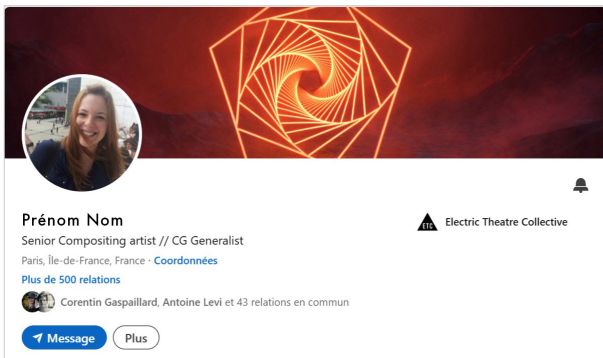 Prénom Nom
ETC Electric Theatre Collective
Senior Compositing artist // CG Generalist
Paris, Île-de-France, France · Coordonnées
Plus de 500 relations
Corentin Gaspaillard, Antoine Levi et 43 relations en commun
Message Plus